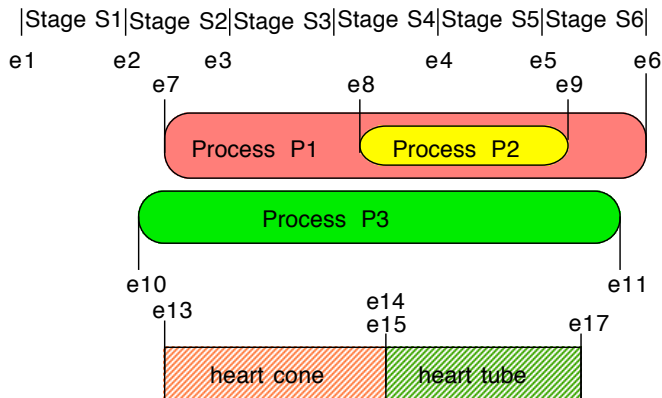 Stage S1 Stage S2 Stage S3 Stage S4 Stage S5 Stage S6
e1 e2 e3 e4 e5 e6
e7 e8 e9
Process P1 Process P2
Process P3
e10 e11
e13 e14
e15 e17
heart cone heart tube